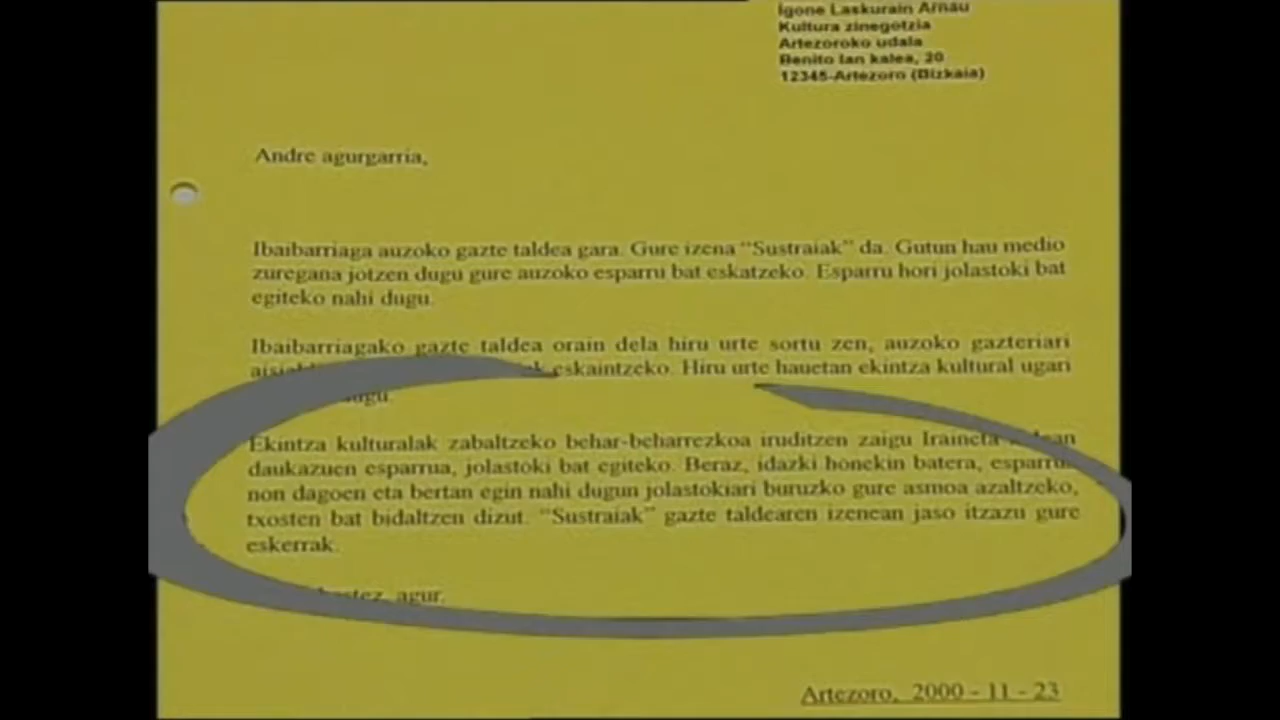 Igone Laskurain Arnau
Kultura zinegotzia
Artezoroko udala
Benito Ian kalea, 20
12345-Artezoro (Bizkaia)
Andre agurgarria,
Ibaibarriaga auzoko gazte taldea gara. Gure izena “Sustraiak” da. Gutun hau medio
zuregana jotzen dugu gure auzoko esparru bat eskatzeko. Esparru hori jolastoki bat
egiteko nahi dugu.
Ibaibarriagako gazte taldea orain dela hiru urte sortu zen, auzoko gazteriari
eskaintzeko. Hiru urte hauetan ekintza kultural ugari
Ekintza kulturalak zabaltzeko behar-beharrezkoa iruditzen zaigu Iraineta
daukazuen esparrua, jolastoki bat egiteko. Beraz, idazki honekin batera, esparrua
non dagoen eta bertan egin nahi dugun jolastokiari buruzko gure asmoa azaltzeko,
txosten bat bidaltzen dizut. “Sustraiak” gazte taldearen izenean jaso itzazu gure
eskerrak.
agur.
Artezoro, 2000 - 11 - 23